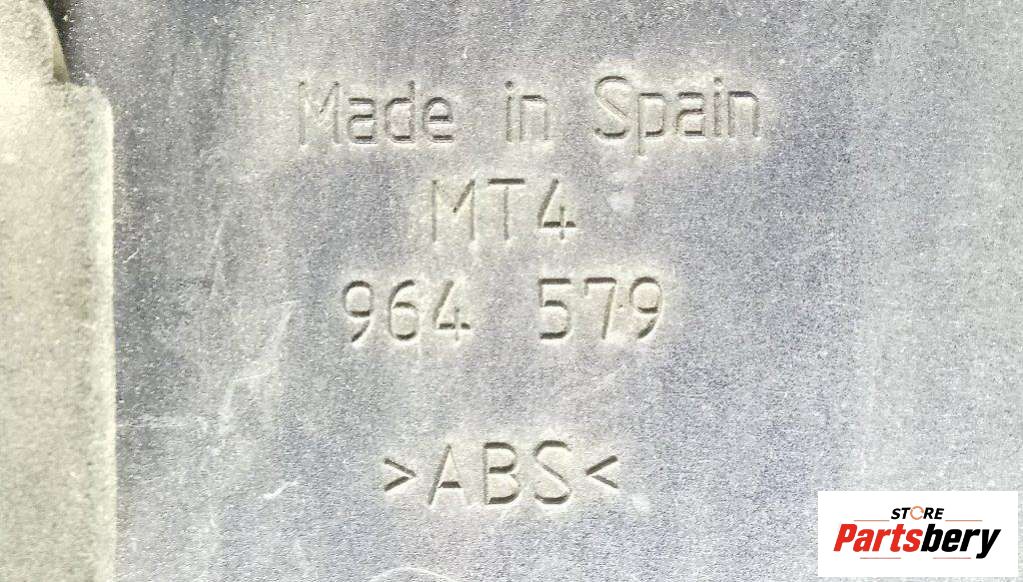 Made in Spain
MT4
964 579
>ABS<
STORE
Partsbery